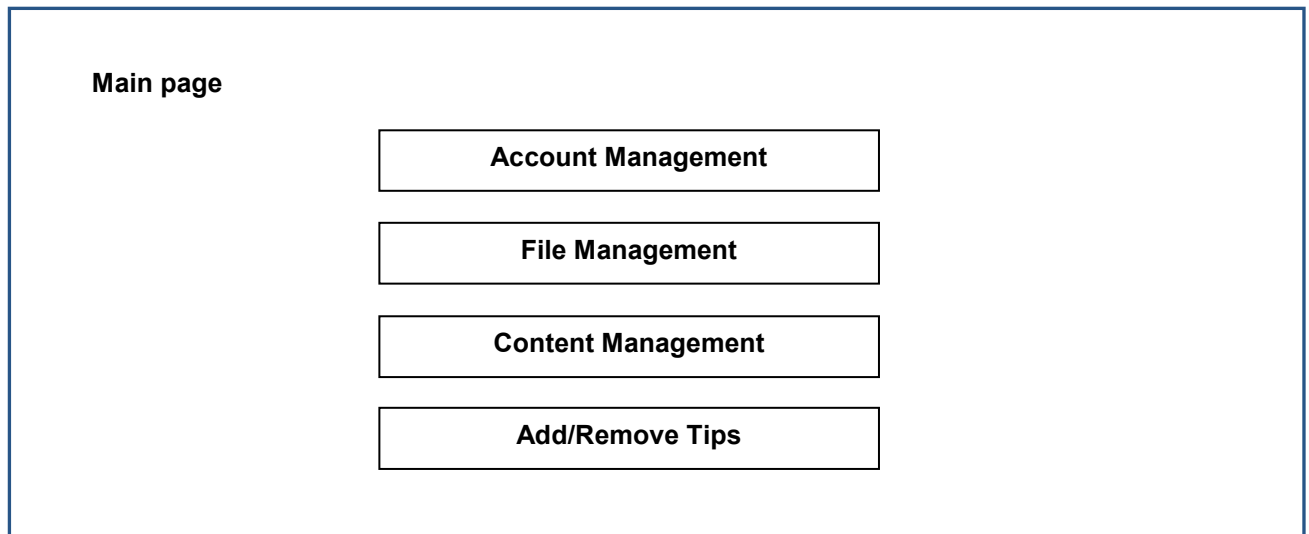 Main page
Account Management
File Management
Content Management
Add/Remove Tips